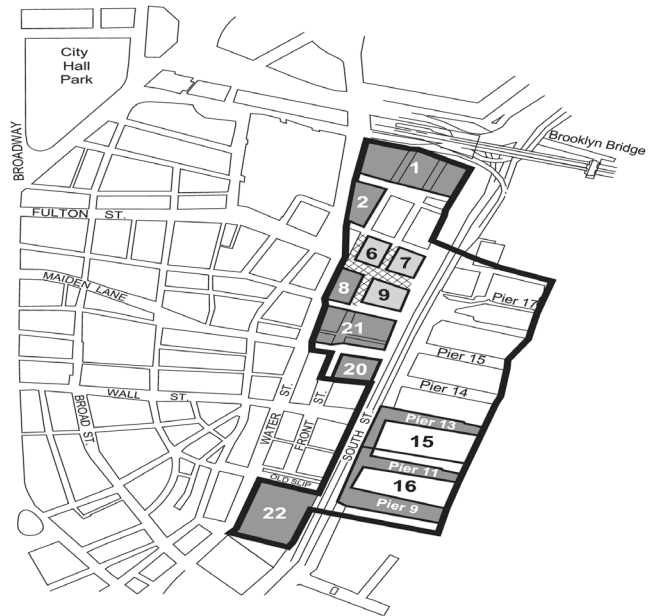 City
Hall
Park
BROADWAY
Brooklyn Bridge
1
2
FULTON ST.
6
7
MAIDEN LANE
8
9
Pier 17
21
Pier 15
20
Pier 14
WALL ST.
BROAD ST.
WATER ST.
FRONT ST.
SOUTH ST.
Pier 13
15
Pier 11
16
Pier 9
OLD SLIP
22